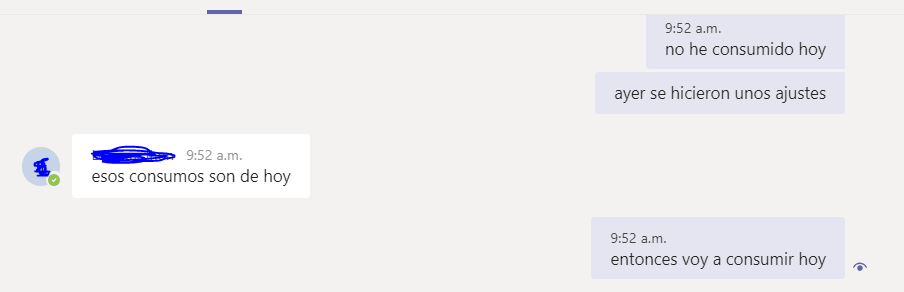 9:52 a.m.
no he consumido hoy
ayer se hicieron unos ajustes
9:52 a.m.
esos consumos son de hoy
9:52 a.m.
entonces voy a consumir hoy